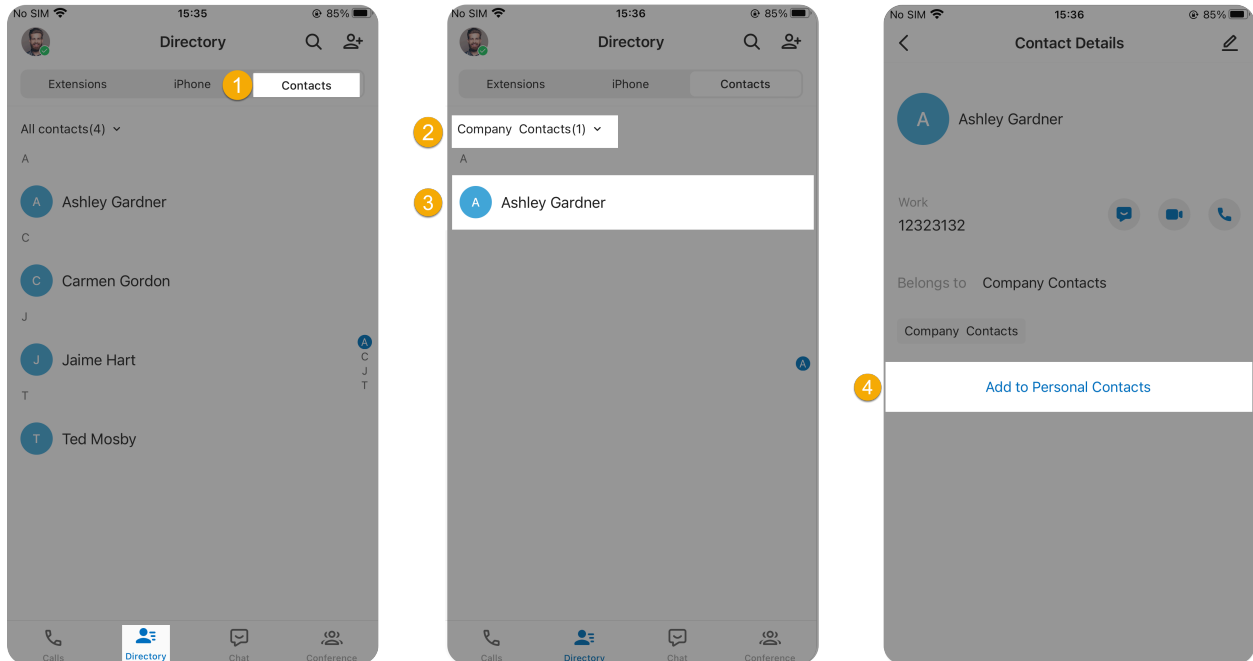 No SIM 15:35 85%
Directory
Extensions iPhone 1 Contacts
All contacts(4)
A
A Ashley Gardner
C
C Carmen Gordon
J
J Jaime Hart
A
C
J
T
T
T Ted Mosby
Calls Directory Chat Conference
No SIM 15:36 85%
Directory
Extensions iPhone Contacts
2 Company Contacts(1)
A
3 A Ashley Gardner
A
Calls Directory Chat Conference
No SIM 15:36 85%
Contact Details
A Ashley Gardner
Work
12323132
Belongs to Company Contacts
Company Contacts
4 Add to Personal Contacts